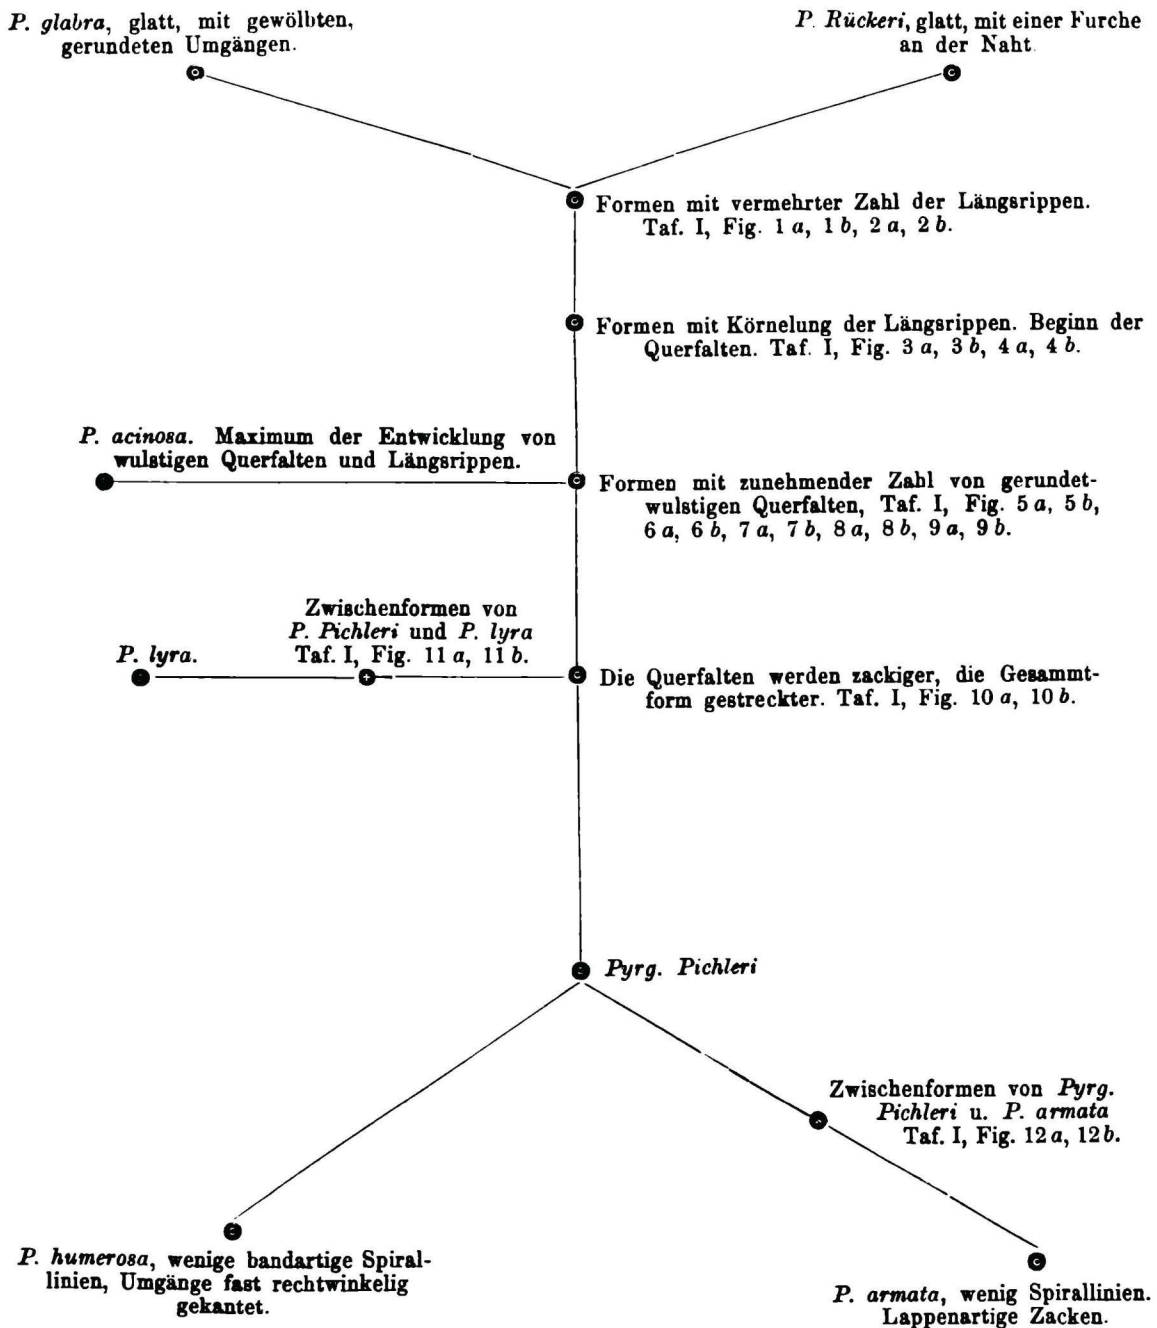 P. glabra, glatt, mit gewölbten,
gerundeten Umgängen.
P. Rückeri, glatt, mit einer Furche
an der Naht.
Formen mit vermehrter Zahl der Längsrippen.
Taf. I, Fig. 1 a, 1 b, 2 a, 2 b.
Formen mit Körnelung der Längsrippen. Beginn der
Querfalten. Taf. I, Fig. 3 a, 3 b, 4 a, 4 b.
P. acinosa. Maximum der Entwicklung von
wulstigen Querfalten und Längsrippen.
Formen mit zunehmender Zahl von gerundet-
wulstigen Querfalten, Taf. I, Fig. 5 a, 5 b,
6 a, 6 b, 7 a, 7 b, 8 a, 8 b, 9 a, 9 b.
Zwischenformen von
P. Pichleri und P. lyra
Taf. I, Fig. 11 a, 11 b.
P. lyra.
Die Querfalten werden zackiger, die Gesammt-
form gestreckter. Taf. I, Fig. 10 a, 10 b.
Pyrg. Pichleri
Zwischenformen von Pyrg.
Pichleri u. P. armata
Taf. I, Fig. 12 a, 12 b.
P. humerosa, wenige bandartige Spiral-
linien, Umgänge fast rechtwinkelig
gekantet.
P. armata, wenig Spirallinien.
Lappenartige Zacken.